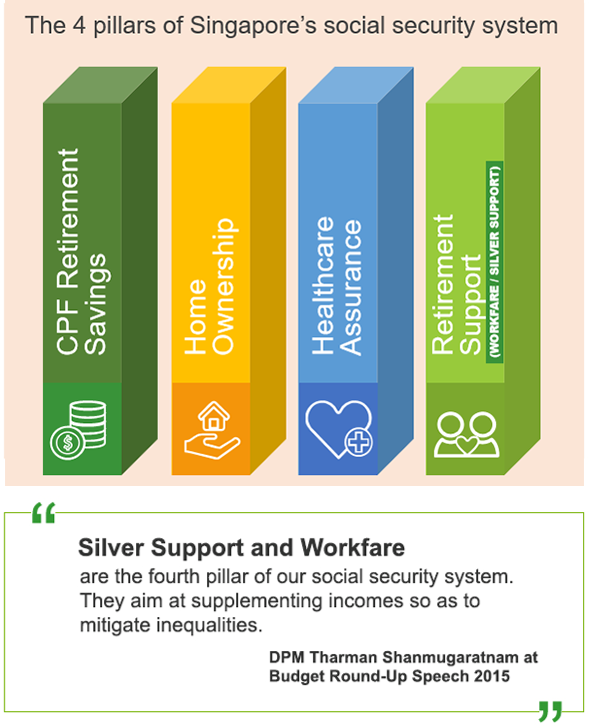 The 4 pillars of Singapore’s social security system
CPF Retirement
Savings
$
Home
Ownership
Healthcare
Assurance
Retirement
Support
(WORKFARE / SILVER SUPPORT)
“
Silver Support and Workfare
are the fourth pillar of our social security system.
They aim at supplementing incomes so as to
mitigate inequalities.
DPM Tharman Shanmugaratnam at
Budget Round-Up Speech 2015
”